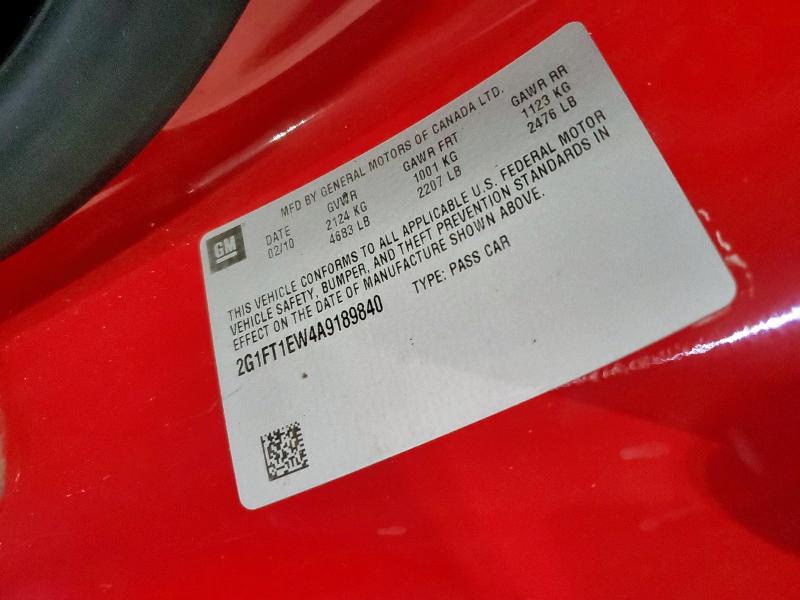 MFD BY GENERAL MOTORS OF CANADA LTD.
GM
DATE GVWR GAWR FRT GAWR RR
02/10 2124 KG 1001 KG 1123 KG
4683 LB 2207 LB 2476 LB
THIS VEHICLE CONFORMS TO ALL APPLICABLE U.S. FEDERAL MOTOR
VEHICLE SAFETY, BUMPER, AND THEFT PREVENTION STANDARDS IN
EFFECT ON THE DATE OF MANUFACTURE SHOWN ABOVE.
2G1FT1EW4A9189840 TYPE: PASS CAR